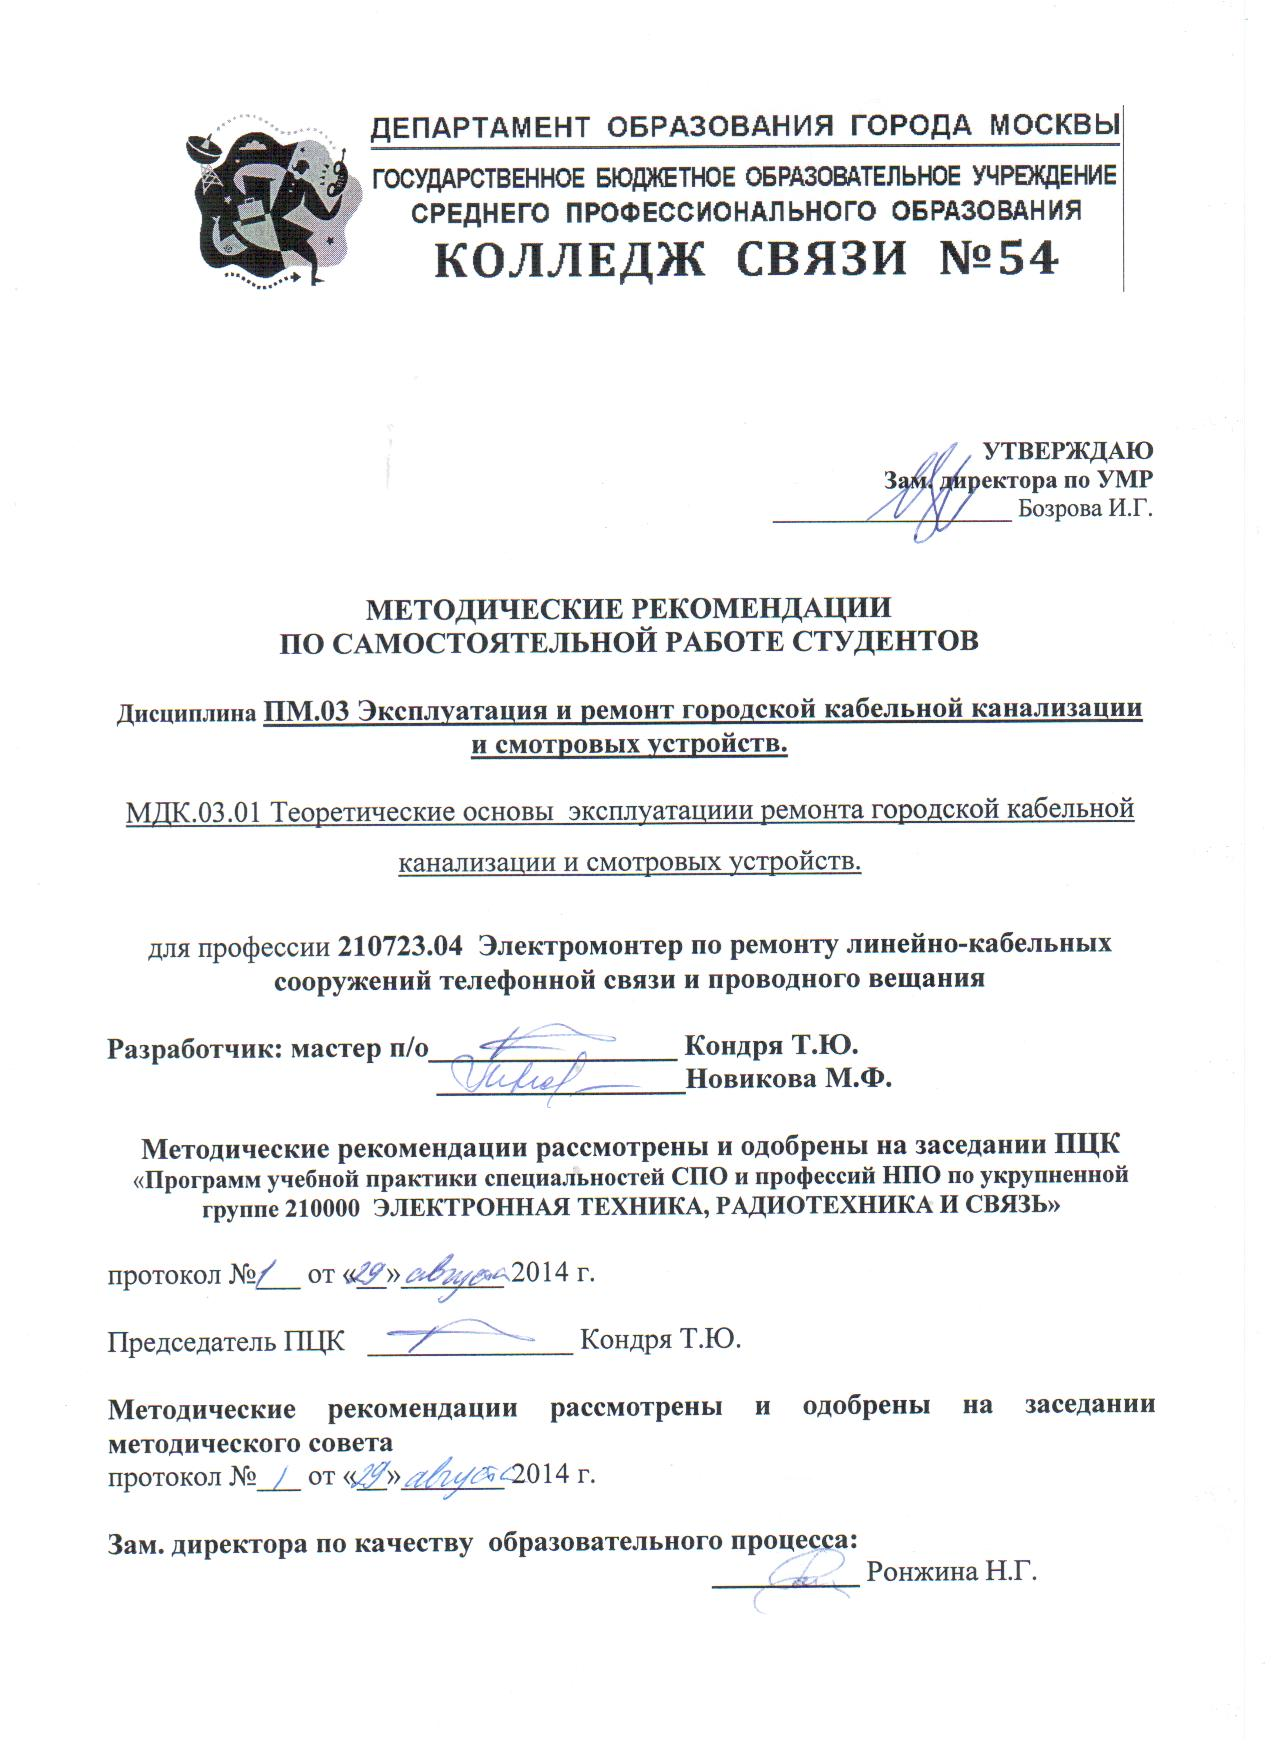 ДЕПАРТАМЕНТ ОБРАЗОВАНИЯ ГОРОДА МОСКВЫ
ГОСУДАРСТВЕННОЕ БЮДЖЕТНОЕ ОБРАЗОВАТЕЛЬНОЕ УЧРЕЖДЕНИЕ
СРЕДНЕГО ПРОФЕССИОНАЛЬНОГО ОБРАЗОВАНИЯ
КОЛЛЕДЖ СВЯЗИ №54
УТВЕРЖДАЮ
Зам. директора по УМР
Бозрова И.Г.
МЕТОДИЧЕСКИЕ РЕКОМЕНДАЦИИ
ПО САМОСТОЯТЕЛЬНОЙ РАБОТЕ СТУДЕНТОВ
Дисциплина ПМ.03 Эксплуатация и ремонт городской кабельной канализации
и смотровых устройств.
МДК.03.01 Теоретические основы эксплуатациии ремонта городской кабельной
канализации и смотровых устройств.
для профессии 210723.04 Электромонтер по ремонту линейно-кабельных
сооружений телефонной связи и проводного вещания
Разработчик: мастер п/о Кондря Т.Ю.
Новикова М.Ф.
Методические рекомендации рассмотрены и одобрены на заседании ПЦК
«Программ учебной практики специальностей СПО и профессий НПО по укрупненной
группе 210000 ЭЛЕКТРОННАЯ ТЕХНИКА, РАДИОТЕХНИКА И СВЯЗЬ»
протокол №1 от «29» августа 2014 г.
Председатель ПЦК Кондря Т.Ю.
Методические рекомендации рассмотрены и одобрены на заседании
методического совета
протокол № 1 от «29» августа 2014 г.
Зам. директора по качеству образовательного процесса:
Ронжина Н.Г.